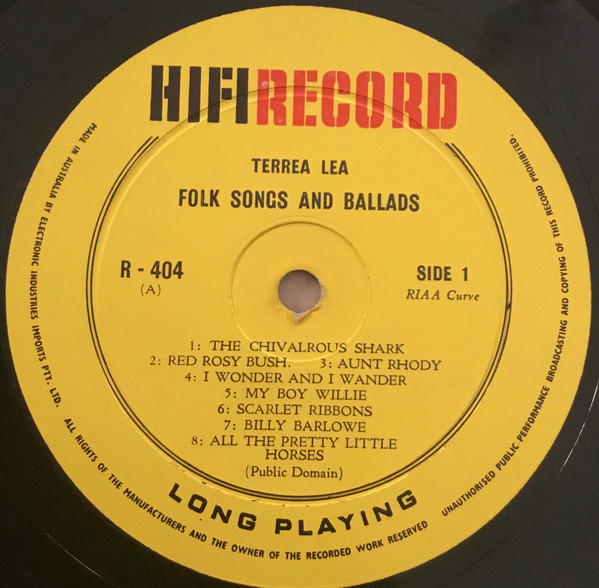 HIFIRECORD
TERREA LEA
FOLK SONGS AND BALLADS
R - 404
(A)
SIDE 1
RIAA Curve
1: THE CHIVALROUS SHARK
2: RED ROSY BUSH. 3: AUNT RHODY
4: I WONDER AND I WANDER
5: MY BOY WILLIE
6: SCARLET RIBBONS
7: BILLY BARLOWE
8: ALL THE PRETTY LITTLE
HORSES
(Public Domain)
LONG PLAYING
MADE IN AUSTRALIA BY ELECTRONIC INDUSTRIES IMPORTS PTY. LTD. ALL RIGHTS OF THE MANUFACTURERS AND THE OWNER OF THE RECORDED WORK RESERVED UNAUTHORISED PUBLIC PERFORMANCE BROADCASTING AND COPYING OF THIS RECORD PROHIBITED.